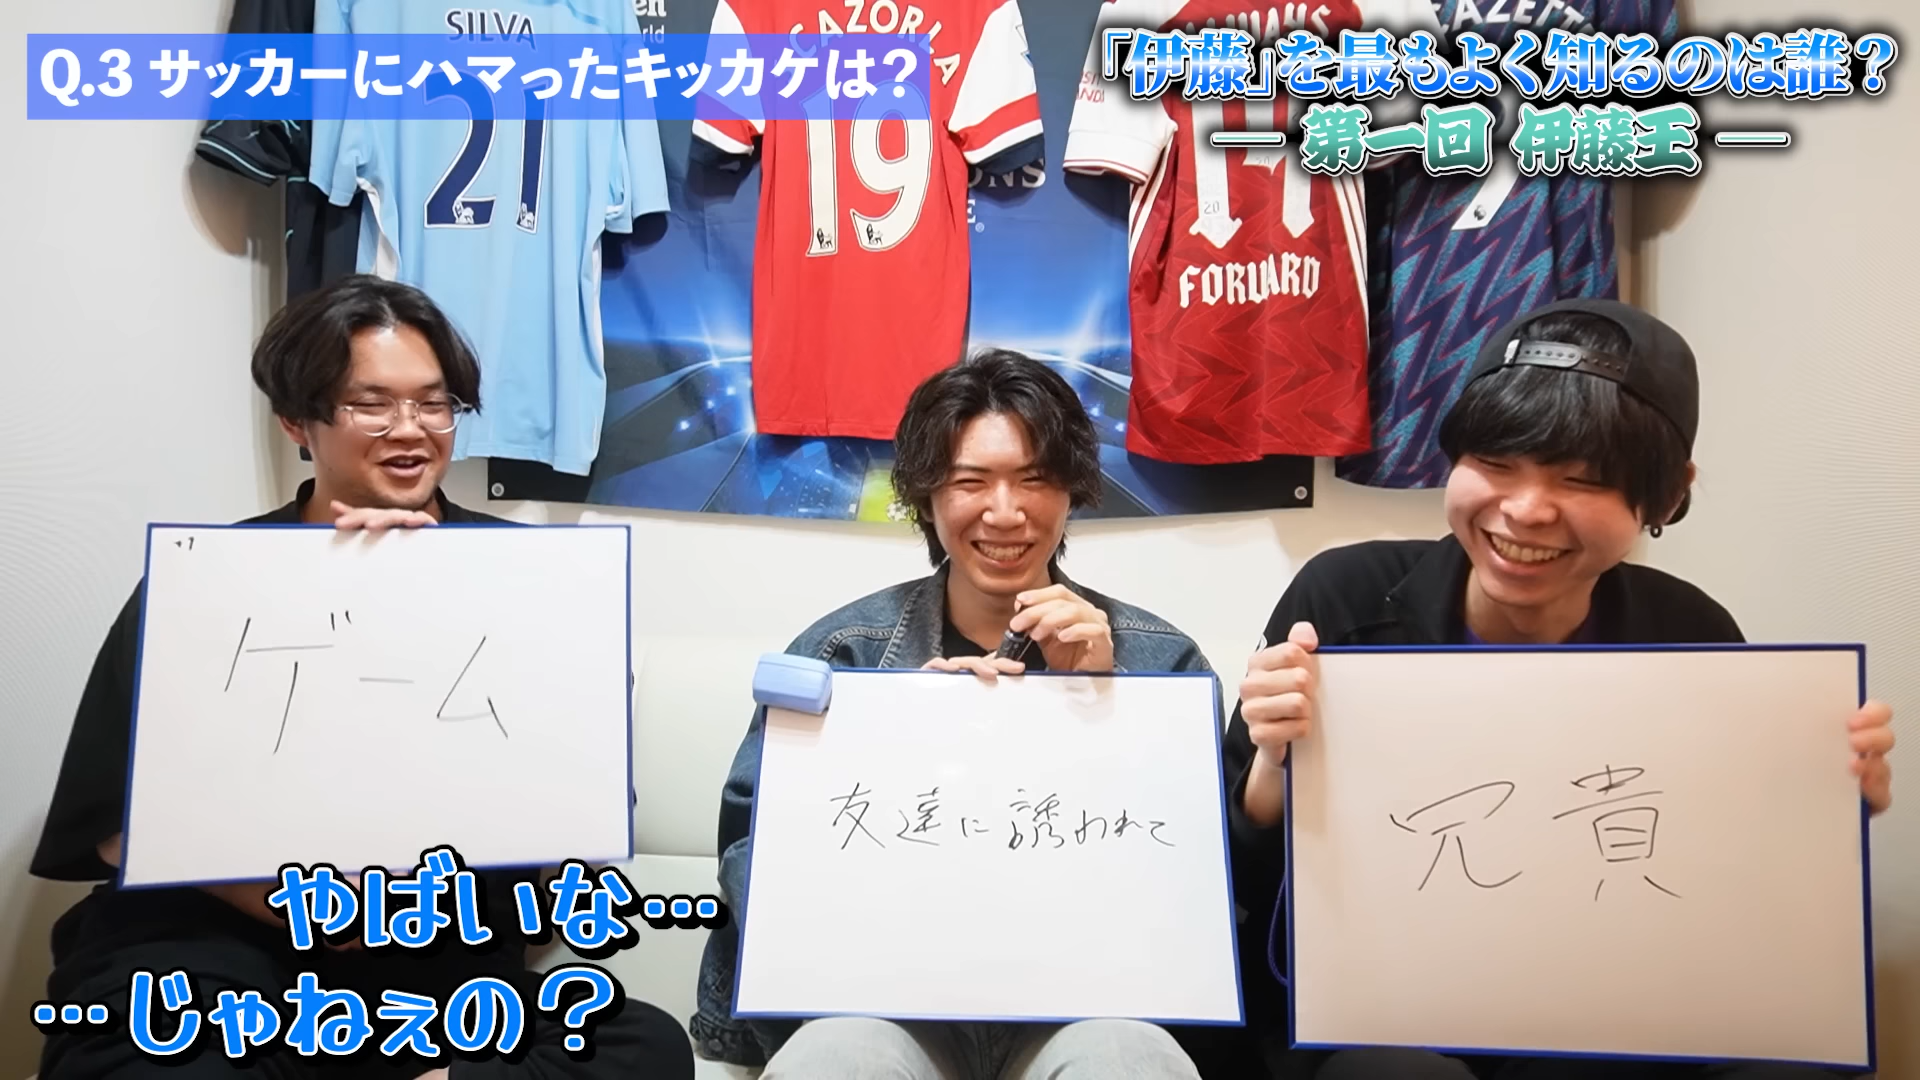 Q.3 サッカーにハマったキッカケは?
「伊藤」を最もよく知るのは誰?
― 第一回 伊藤王 ―
SILVA
21
CAZORLA
19
14
FORWARD
ゲーム
友達に誘われて
兄貴
やばいな…
…じゃねぇの?